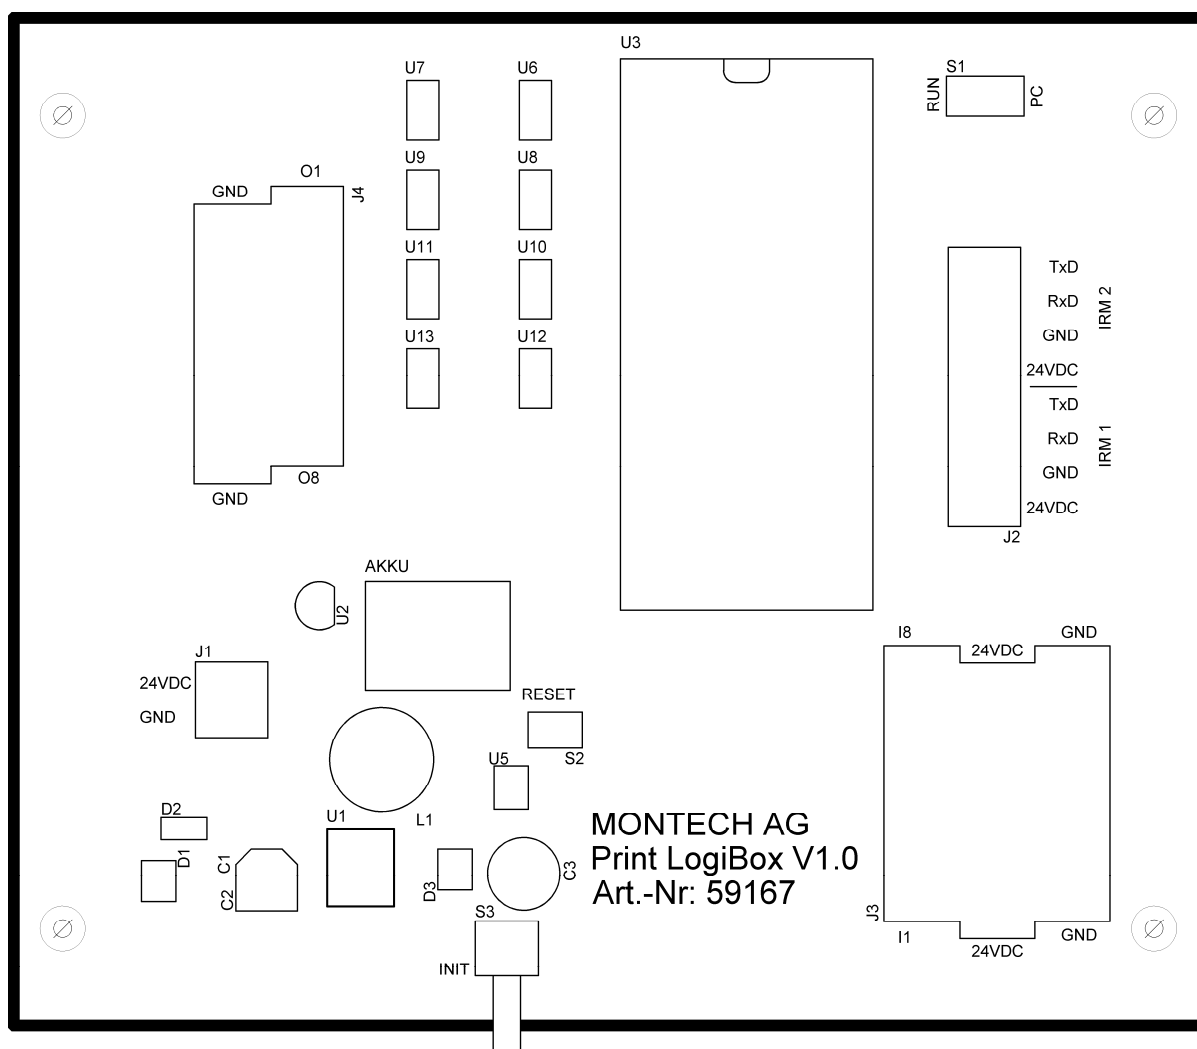 U3
U7
U6
S1
RUN
PC
U9
U8
O1
GND
J4
U11
U10
TxD
RxD
GND
24VDC
IRM 2
U13
U12
TxD
RxD
GND
24VDC
IRM 1
J2
O8
GND
AKKU
U2
I8
24VDC
GND
J1
24VDC
GND
RESET
S2
U5
D2
D1
U1
L1
C1
C2
D3
C3
MONTECH AG
Print LogiBox V1.0
Art.-Nr: 59167
S3
INIT
J3
I1
24VDC
GND